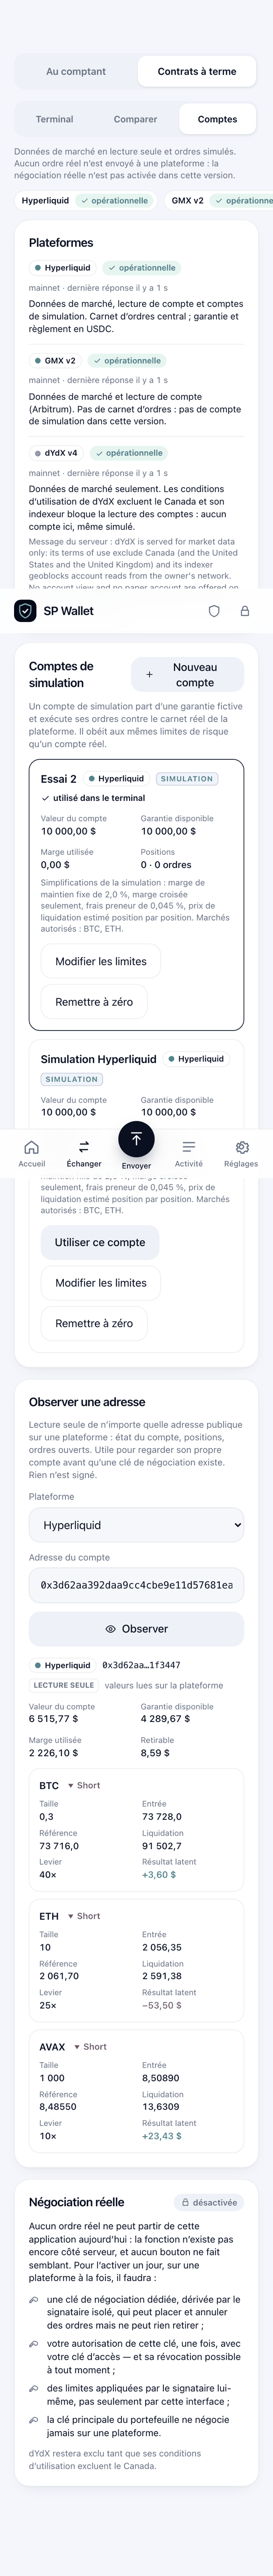 Au comptant
Contrats à terme
Terminal
Comparer
Comptes
Données de marché en lecture seule et ordres simulés.
Aucun ordre réel n'est envoyé à une plateforme : la
négociation réelle n'est pas activée dans cette version.
Hyperliquid ✓ opérationnelle
GMX v2 ✓ opérationne
Plateformes
Hyperliquid ✓ opérationnelle
mainnet · dernière réponse il y a 1 s
Données de marché, lecture de compte et comptes
de simulation. Carnet d'ordres central ; garantie et
règlement en USDC.
GMX v2 ✓ opérationnelle
mainnet · dernière réponse il y a 1 s
Données de marché et lecture de compte
(Arbitrum). Pas de carnet d'ordres : pas de compte
de simulation dans cette version.
dYdX v4 ✓ opérationnelle
mainnet · dernière réponse il y a 1 s
Données de marché seulement. Les conditions
d'utilisation de dYdX excluent le Canada et son
indexeur bloque la lecture des comptes : aucun
compte ici, même simulé.
Message du serveur : dYdX is served for market data
only: its terms of use exclude Canada (and the United
States and the United Kingdom) and its indexer
geoblocks account reads from the owner's network.
No account view and no paper account are offered on
SP Wallet
Comptes de
simulation
+ Nouveau
compte
Un compte de simulation part d'une garantie fictive
et exécute ses ordres contre le carnet réel de la
plateforme. Il obéit aux mêmes limites de risque
qu'un compte réel.
Essai 2 Hyperliquid SIMULATION
✓ utilisé dans le terminal
Valeur du compte Garantie disponible
10 000,00 $ 10 000,00 $
Marge utilisée Positions
0,00 $ 0 · 0 ordres
Simplifications de la simulation : marge de
maintien fixe de 2,0 %, marge croisée
seulement, frais preneur de 0,045 %, prix de
liquidation estimé position par position. Marchés
autorisés : BTC, ETH.
Modifier les limites
Remettre à zéro
Simulation Hyperliquid Hyperliquid
SIMULATION
Valeur du compte Garantie disponible
10 000,00 $ 10 000,00 $
Accueil
Échanger
Envoyer
Activité
Réglages
seulement, frais preneur de 0,045 %, prix de
liquidation estimé position par position. Marchés
autorisés : BTC, ETH.
Utiliser ce compte
Modifier les limites
Remettre à zéro
Observer une adresse
Lecture seule de n'importe quelle adresse publique
sur une plateforme : état du compte, positions,
ordres ouverts. Utile pour regarder son propre
compte avant qu'une clé de négociation existe.
Rien n'est signé.
Plateforme
Hyperliquid
Adresse du compte
0x3d62aa392daa9cc4cbe9e11d57681ea
Observer
Hyperliquid 0x3d62aa…1f3447
LECTURE SEULE valeurs lues sur la plateforme
Valeur du compte Garantie disponible
6 515,77 $ 4 289,67 $
Marge utilisée Retirable
2 226,10 $ 8,59 $
BTC ▼ Short
Taille Entrée
0,3 73 728,0
Référence Liquidation
73 716,0 91 502,7
Levier Résultat latent
40× +3,60 $
ETH ▼ Short
Taille Entrée
10 2 056,35
Référence Liquidation
2 061,70 2 591,38
Levier Résultat latent
25× −53,50 $
AVAX ▼ Short
Taille Entrée
1 000 8,50890
Référence Liquidation
8,48550 13,6309
Levier Résultat latent
10× +23,43 $
Négociation réelle désactivée
Aucun ordre réel ne peut partir de cette
application aujourd'hui : la fonction n'existe pas
encore côté serveur, et aucun bouton ne fait
semblant. Pour l'activer un jour, sur une
plateforme à la fois, il faudra :
une clé de négociation dédiée, dérivée par le
signataire isolé, qui peut placer et annuler
des ordres mais ne peut rien retirer ;
votre autorisation de cette clé, une fois, avec
votre clé d'accès — et sa révocation possible
à tout moment ;
des limites appliquées par le signataire lui-
même, pas seulement par cette interface ;
la clé principale du portefeuille ne négocie
jamais sur une plateforme.
dYdX restera exclu tant que ses conditions
d'utilisation excluent le Canada.